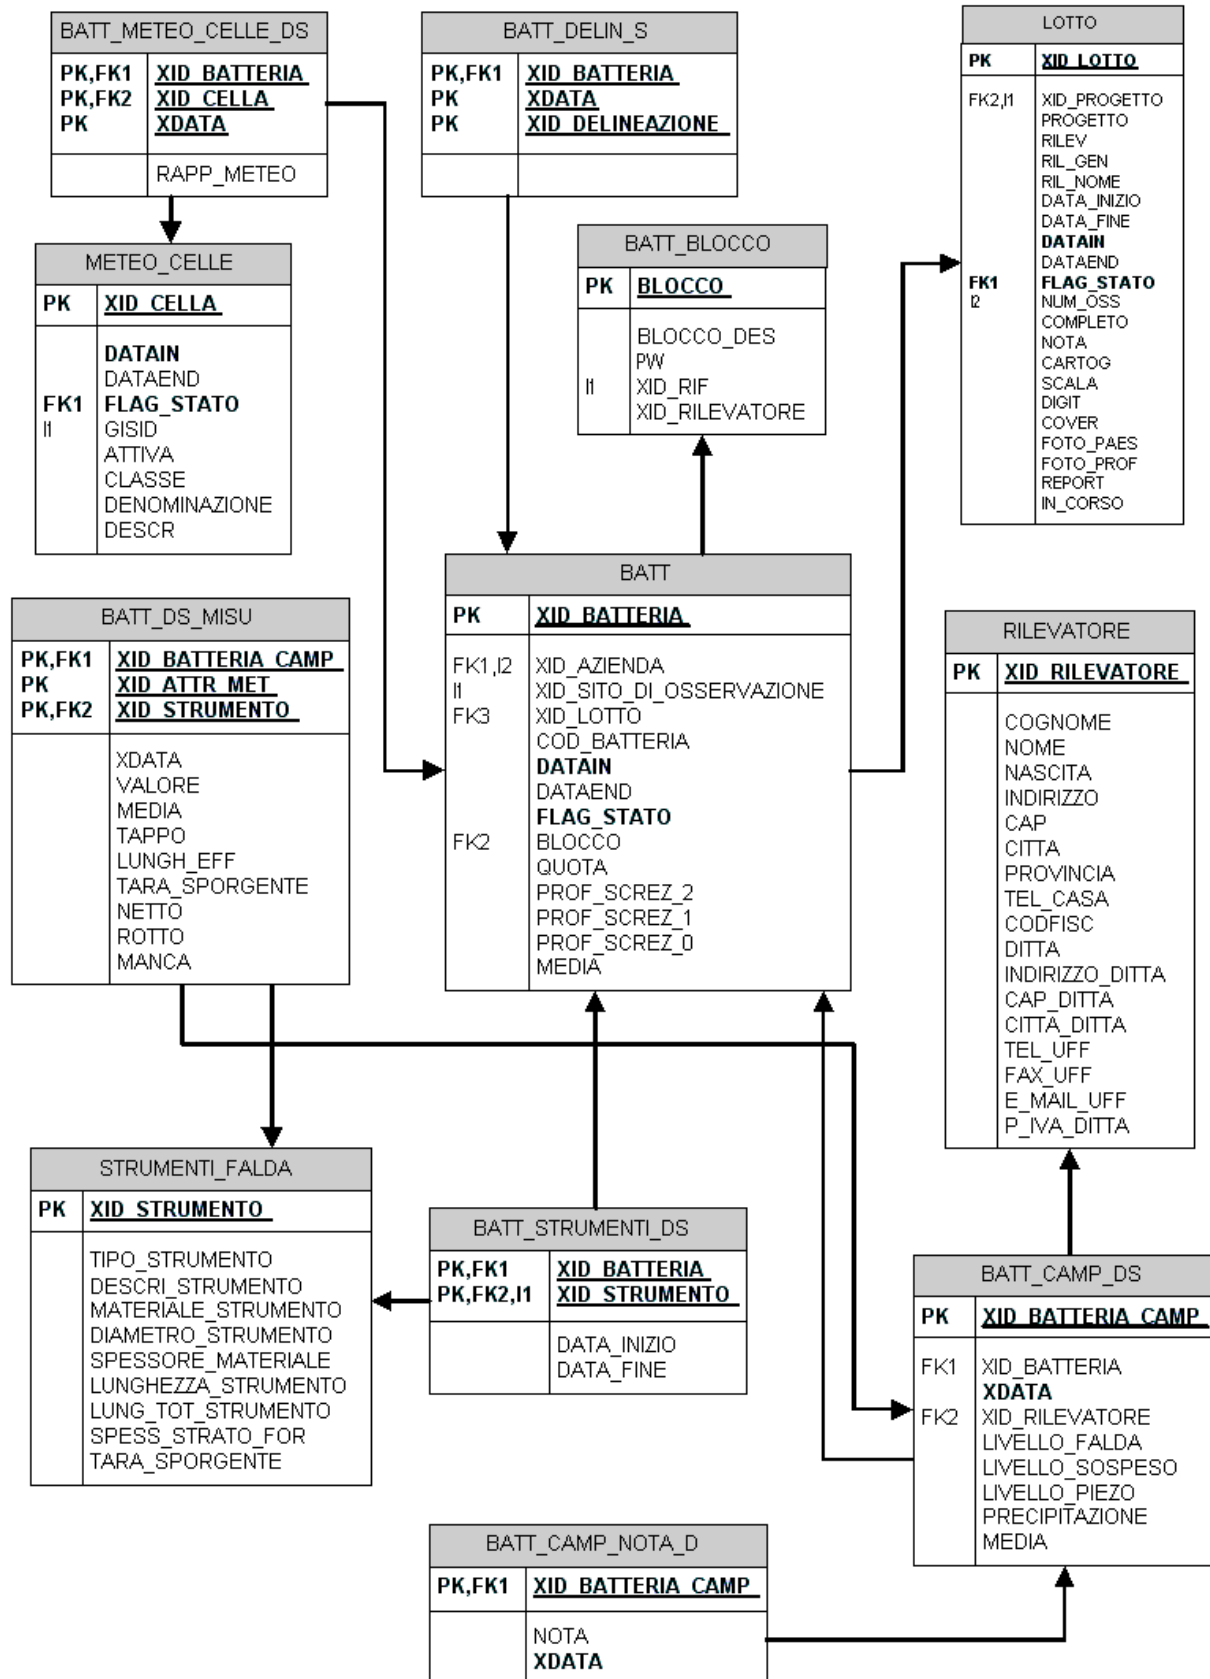 BATT_METEO_CELLE_DS
PK,FK1 XID_BATTERIA
PK,FK2 XID_CELLA
PK XDATA
RAPP_METEO
BATT_DELIN_S
PK,FK1 XID_BATTERIA
PK XDATA
PK XID_DELINEAZIONE
LOTTO
PK XID_LOTTO
FK2,I1 XID_PROGETTO
PROGETTO
RILEV
RIL_GEN
RIL_NOME
DATA_INIZIO
DATA_FINE
DATAIN
DATAEND
FK1 FLAG_STATO
I2 NUM_OSS
COMPLETO
NOTA
CARTOG
SCALA
DIGIT
COVER
FOTO_PAES
FOTO_PROF
REPORT
IN_CORSO
METEO_CELLE
PK XID_CELLA
DATAIN
DATAEND
FK1 FLAG_STATO
I1 GISID
ATTIVA
CLASSE
DENOMINAZIONE
DESCR
BATT_BLOCCO
PK BLOCCO
BLOCCO_DES
PW
I1 XID_RIF
XID_RILEVATORE
BATT_DS_MISU
PK,FK1 XID_BATTERIA_CAMP
PK XID_ATTR_MET
PK,FK2 XID_STRUMENTO
XDATA
VALORE
MEDIA
TAPPO
LUNGH_EFF
TARA_SPORGENTE
NETTO
ROTTO
MANCA
BATT
PK XID_BATTERIA
FK1,I2 XID_AZIENDA
I1 XID_SITO_DI_OSSERVAZIONE
FK3 XID_LOTTO
COD_BATTERIA
DATAIN
DATAEND
FLAG_STATO
FK2 BLOCCO
QUOTA
PROF_SCREZ_2
PROF_SCREZ_1
PROF_SCREZ_0
MEDIA
RILEVATORE
PK XID_RILEVATORE
COGNOME
NOME
NASCITA
INDIRIZZO
CAP
CITTA
PROVINCIA
TEL_CASA
CODFISC
DITTA
INDIRIZZO_DITTA
CAP_DITTA
CITTA_DITTA
TEL_UFF
FAX_UFF
E_MAIL_UFF
P_IVA_DITTA
STRUMENTI_FALDA
PK XID_STRUMENTO
TIPO_STRUMENTO
DESCRI_STRUMENTO
MATERIALE_STRUMENTO
DIAMETRO_STRUMENTO
SPESSORE_MATERIALE
LUNGHEZZA_STRUMENTO
LUNG_TOT_STRUMENTO
SPESS_STRATO_FOR
TARA_SPORGENTE
BATT_STRUMENTI_DS
PK,FK1 XID_BATTERIA
PK,FK2,I1 XID_STRUMENTO
DATA_INIZIO
DATA_FINE
BATT_CAMP_DS
PK XID_BATTERIA_CAMP
FK1 XID_BATTERIA
XDATA
FK2 XID_RILEVATORE
LIVELLO_FALDA
LIVELLO_SOSPESO
LIVELLO_PIEZO
PRECIPITAZIONE
MEDIA
BATT_CAMP_NOTA_D
PK,FK1 XID_BATTERIA_CAMP
NOTA
XDATA